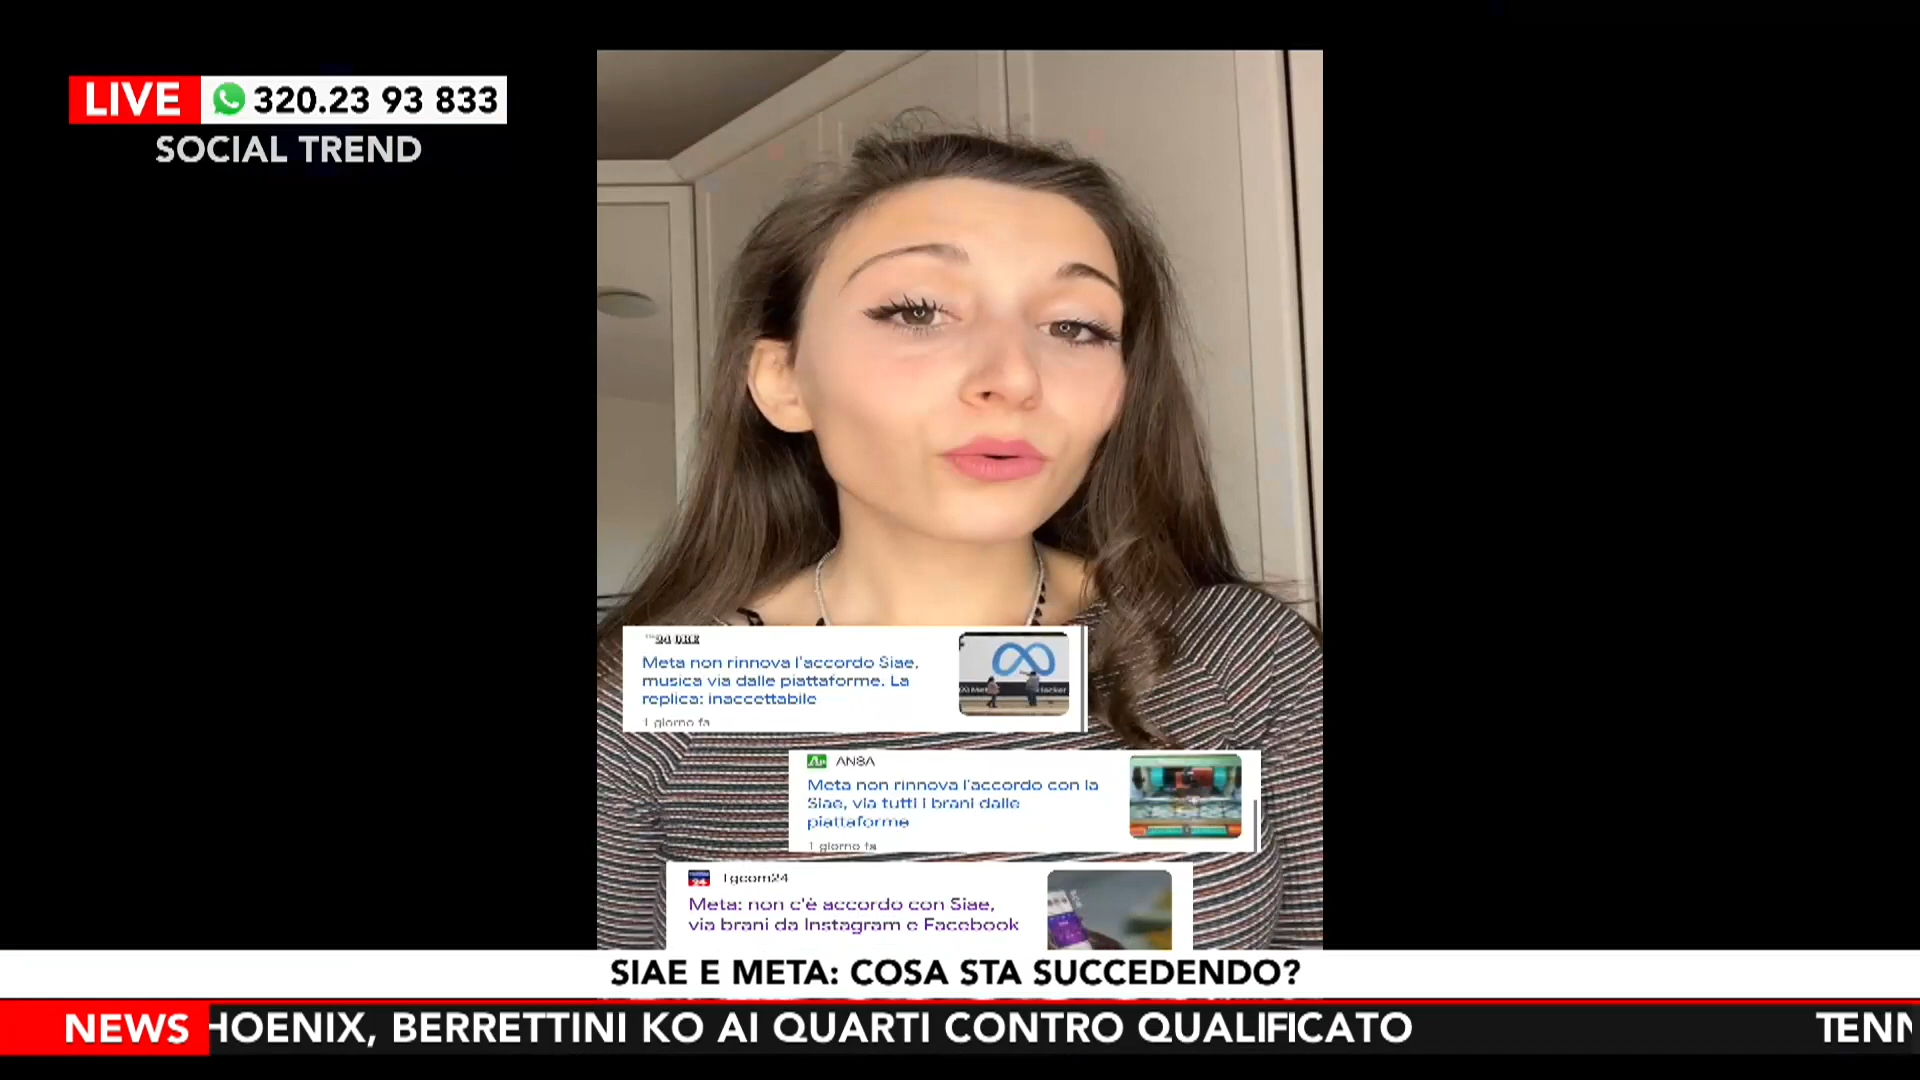 LIVE 320.23 93 833
SOCIAL TREND
24 ORE
Meta non rinnova l'accordo Siae,
musica via dalle piattaforme. La
replica: inaccettabile
1 giorno fa
ANSA
Meta non rinnova l'accordo con la
Siae, via tutti i brani dalle
piattaforme
1 giorno fa
Tgcom24
Meta: non c'è accordo con Siae,
via brani da Instagram e Facebook
SIAE E META: COSA STA SUCCEDENDO?
NEWS HOENIX, BERRETTINI KO AI QUARTI CONTRO QUALIFICATO TENN